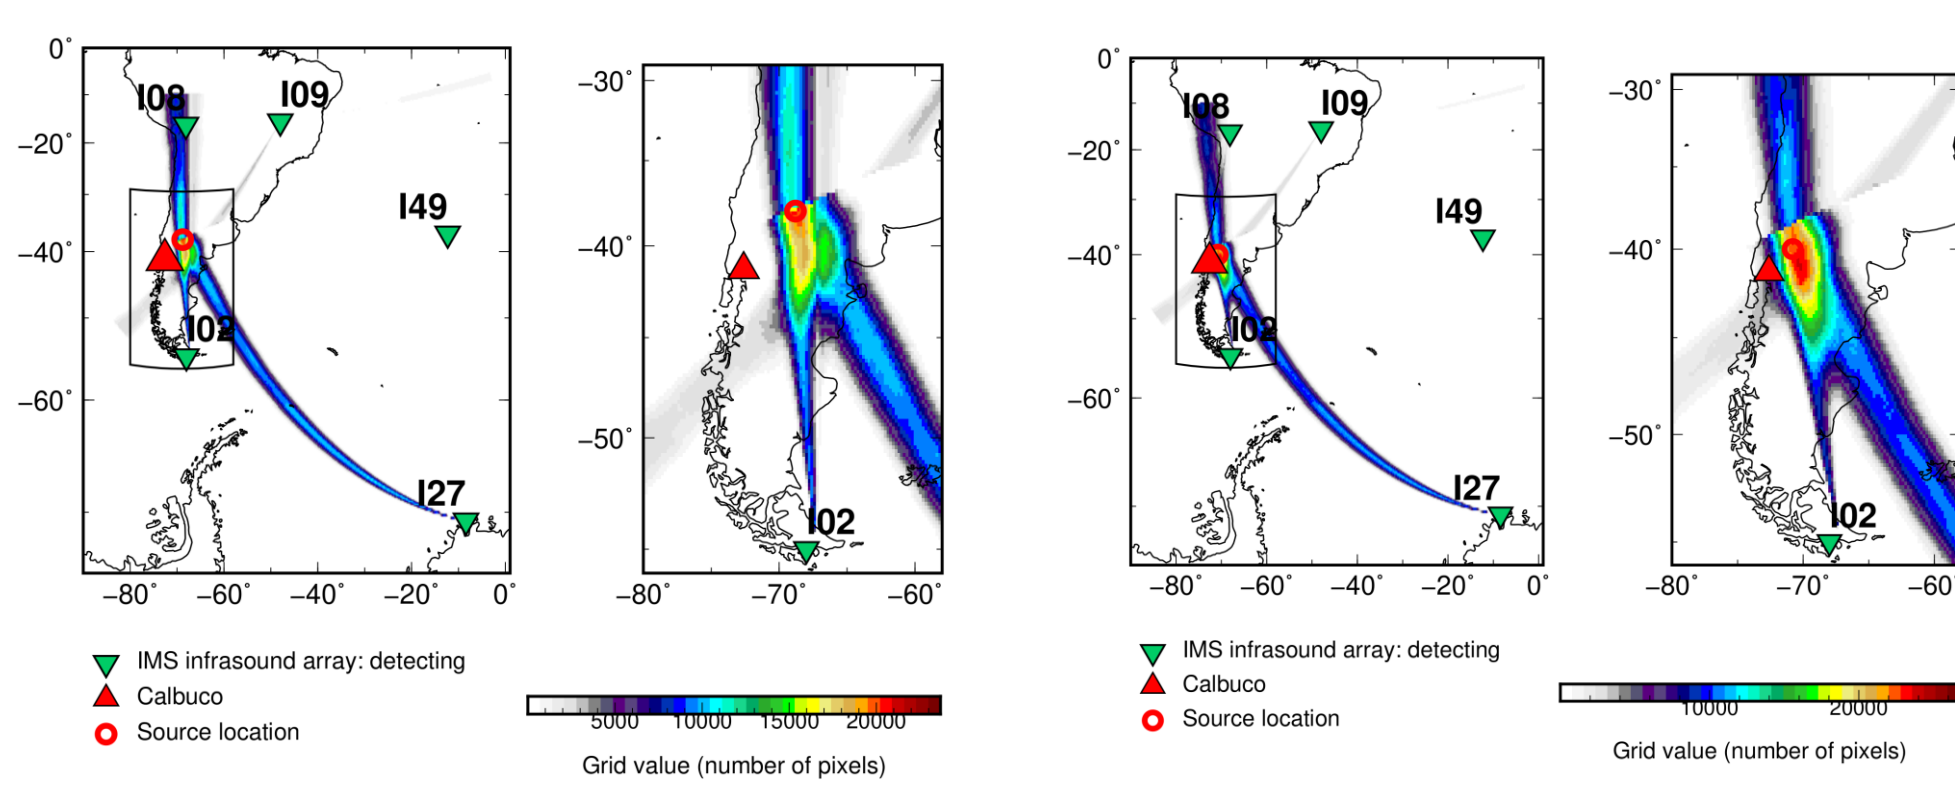 0°
−20°
−40°
−60°
−80° −60° −40° −20° 0°
I08
I09
I49
I02
I27
−30°
−40°
−50°
−80° −70° −60°
I02
IMS infrasound array: detecting
Calbuco
Source location
5000 10000 15000 20000
Grid value (number of pixels)
0°
−20°
−40°
−60°
−80° −60° −40° −20° 0°
I08
I09
I49
I02
I27
−30°
−40°
−50°
−80° −70° −60
I02
IMS infrasound array: detecting
Calbuco
Source location
10000 20000
Grid value (number of pixels)